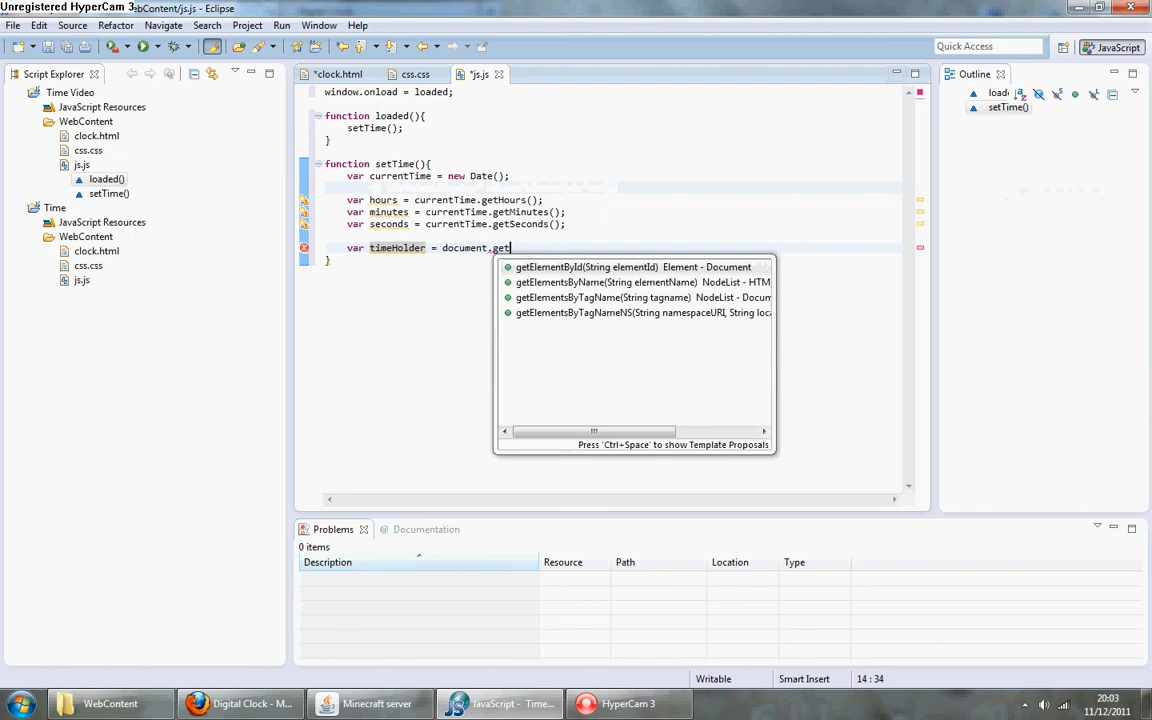 Unregistered HyperCam 3
bContent/js.js - Eclipse
File Edit Source Refactor Navigate Search Project Run Window Help
Quick Access
JavaScript
Script Explorer
*clock.html
css.css
*js.js
Outline
Time Video
JavaScript Resources
WebContent
clock.html
css.css
js.js
loaded()
setTime()
Time
JavaScript Resources
WebContent
clock.html
css.css
js.js
window.onload = loaded;
function loaded(){
setTime();
}
function setTime(){
var currentTime = new Date();
var hours = currentTime.getHours();
var minutes = currentTime.getMinutes();
var seconds = currentTime.getSeconds();
var timeHolder = document.get
}
getElementById(String elementId) Element - Document
getElementsByName(String elementName) NodeList - HTM
getElementsByTagName(String tagname) NodeList - Docum
getElementsByTagNameNS(String namespaceURI, String loca
Press 'Ctrl+Space' to show Template Proposals
load
setTime()
Problems
@ Documentation
0 items
Description Resource Path Location Type
Writable Smart Insert 14 : 34
WebContent
Digital Clock - M...
Minecraft server
JavaScript - Time...
HyperCam 3
20:03
11/12/2011